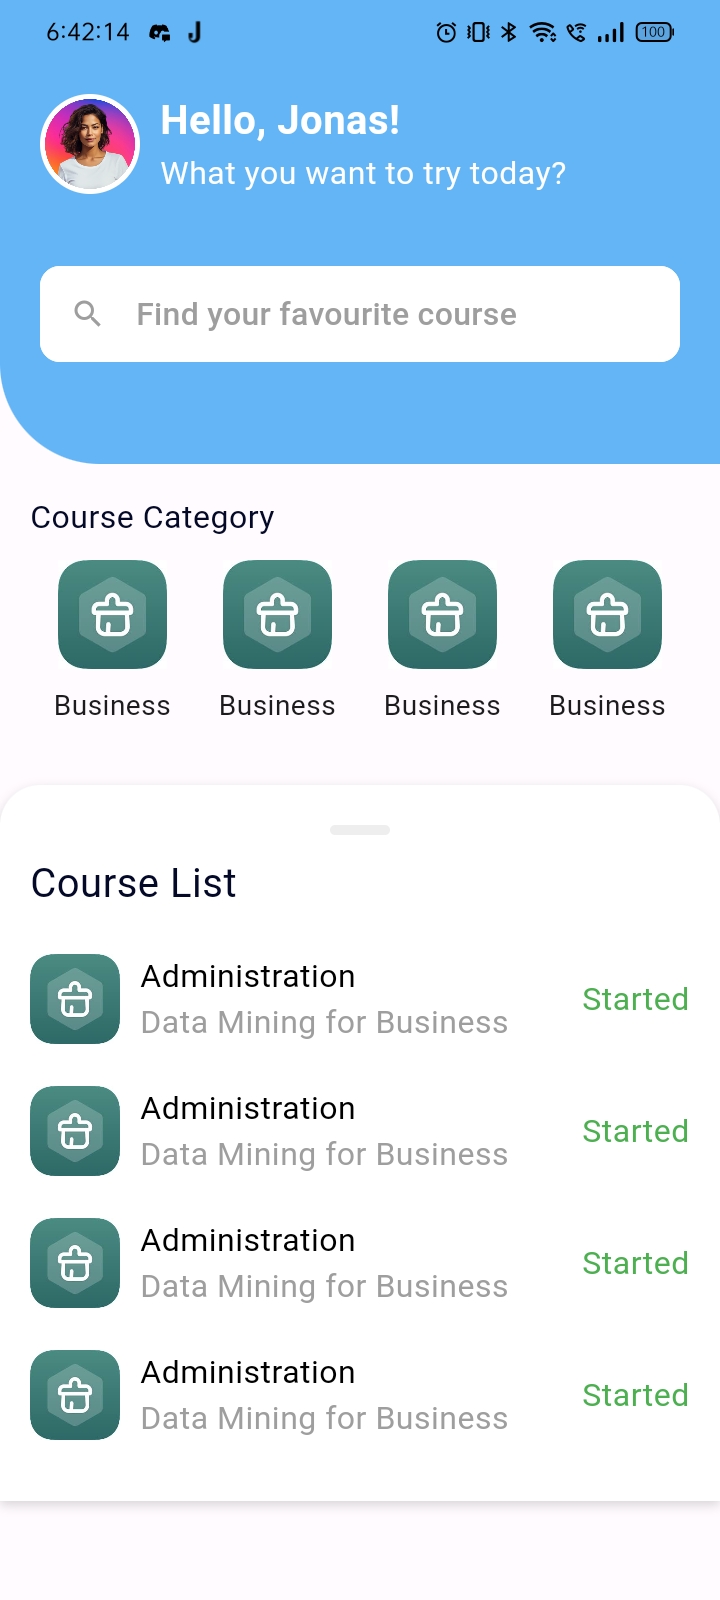 6:42:14 J 100
Hello, Jonas!
What you want to try today?
Find your favourite course
Course Category
Business Business Business Business
Course List
Administration
Data Mining for Business
Started
Administration
Data Mining for Business
Started
Administration
Data Mining for Business
Started
Administration
Data Mining for Business
Started